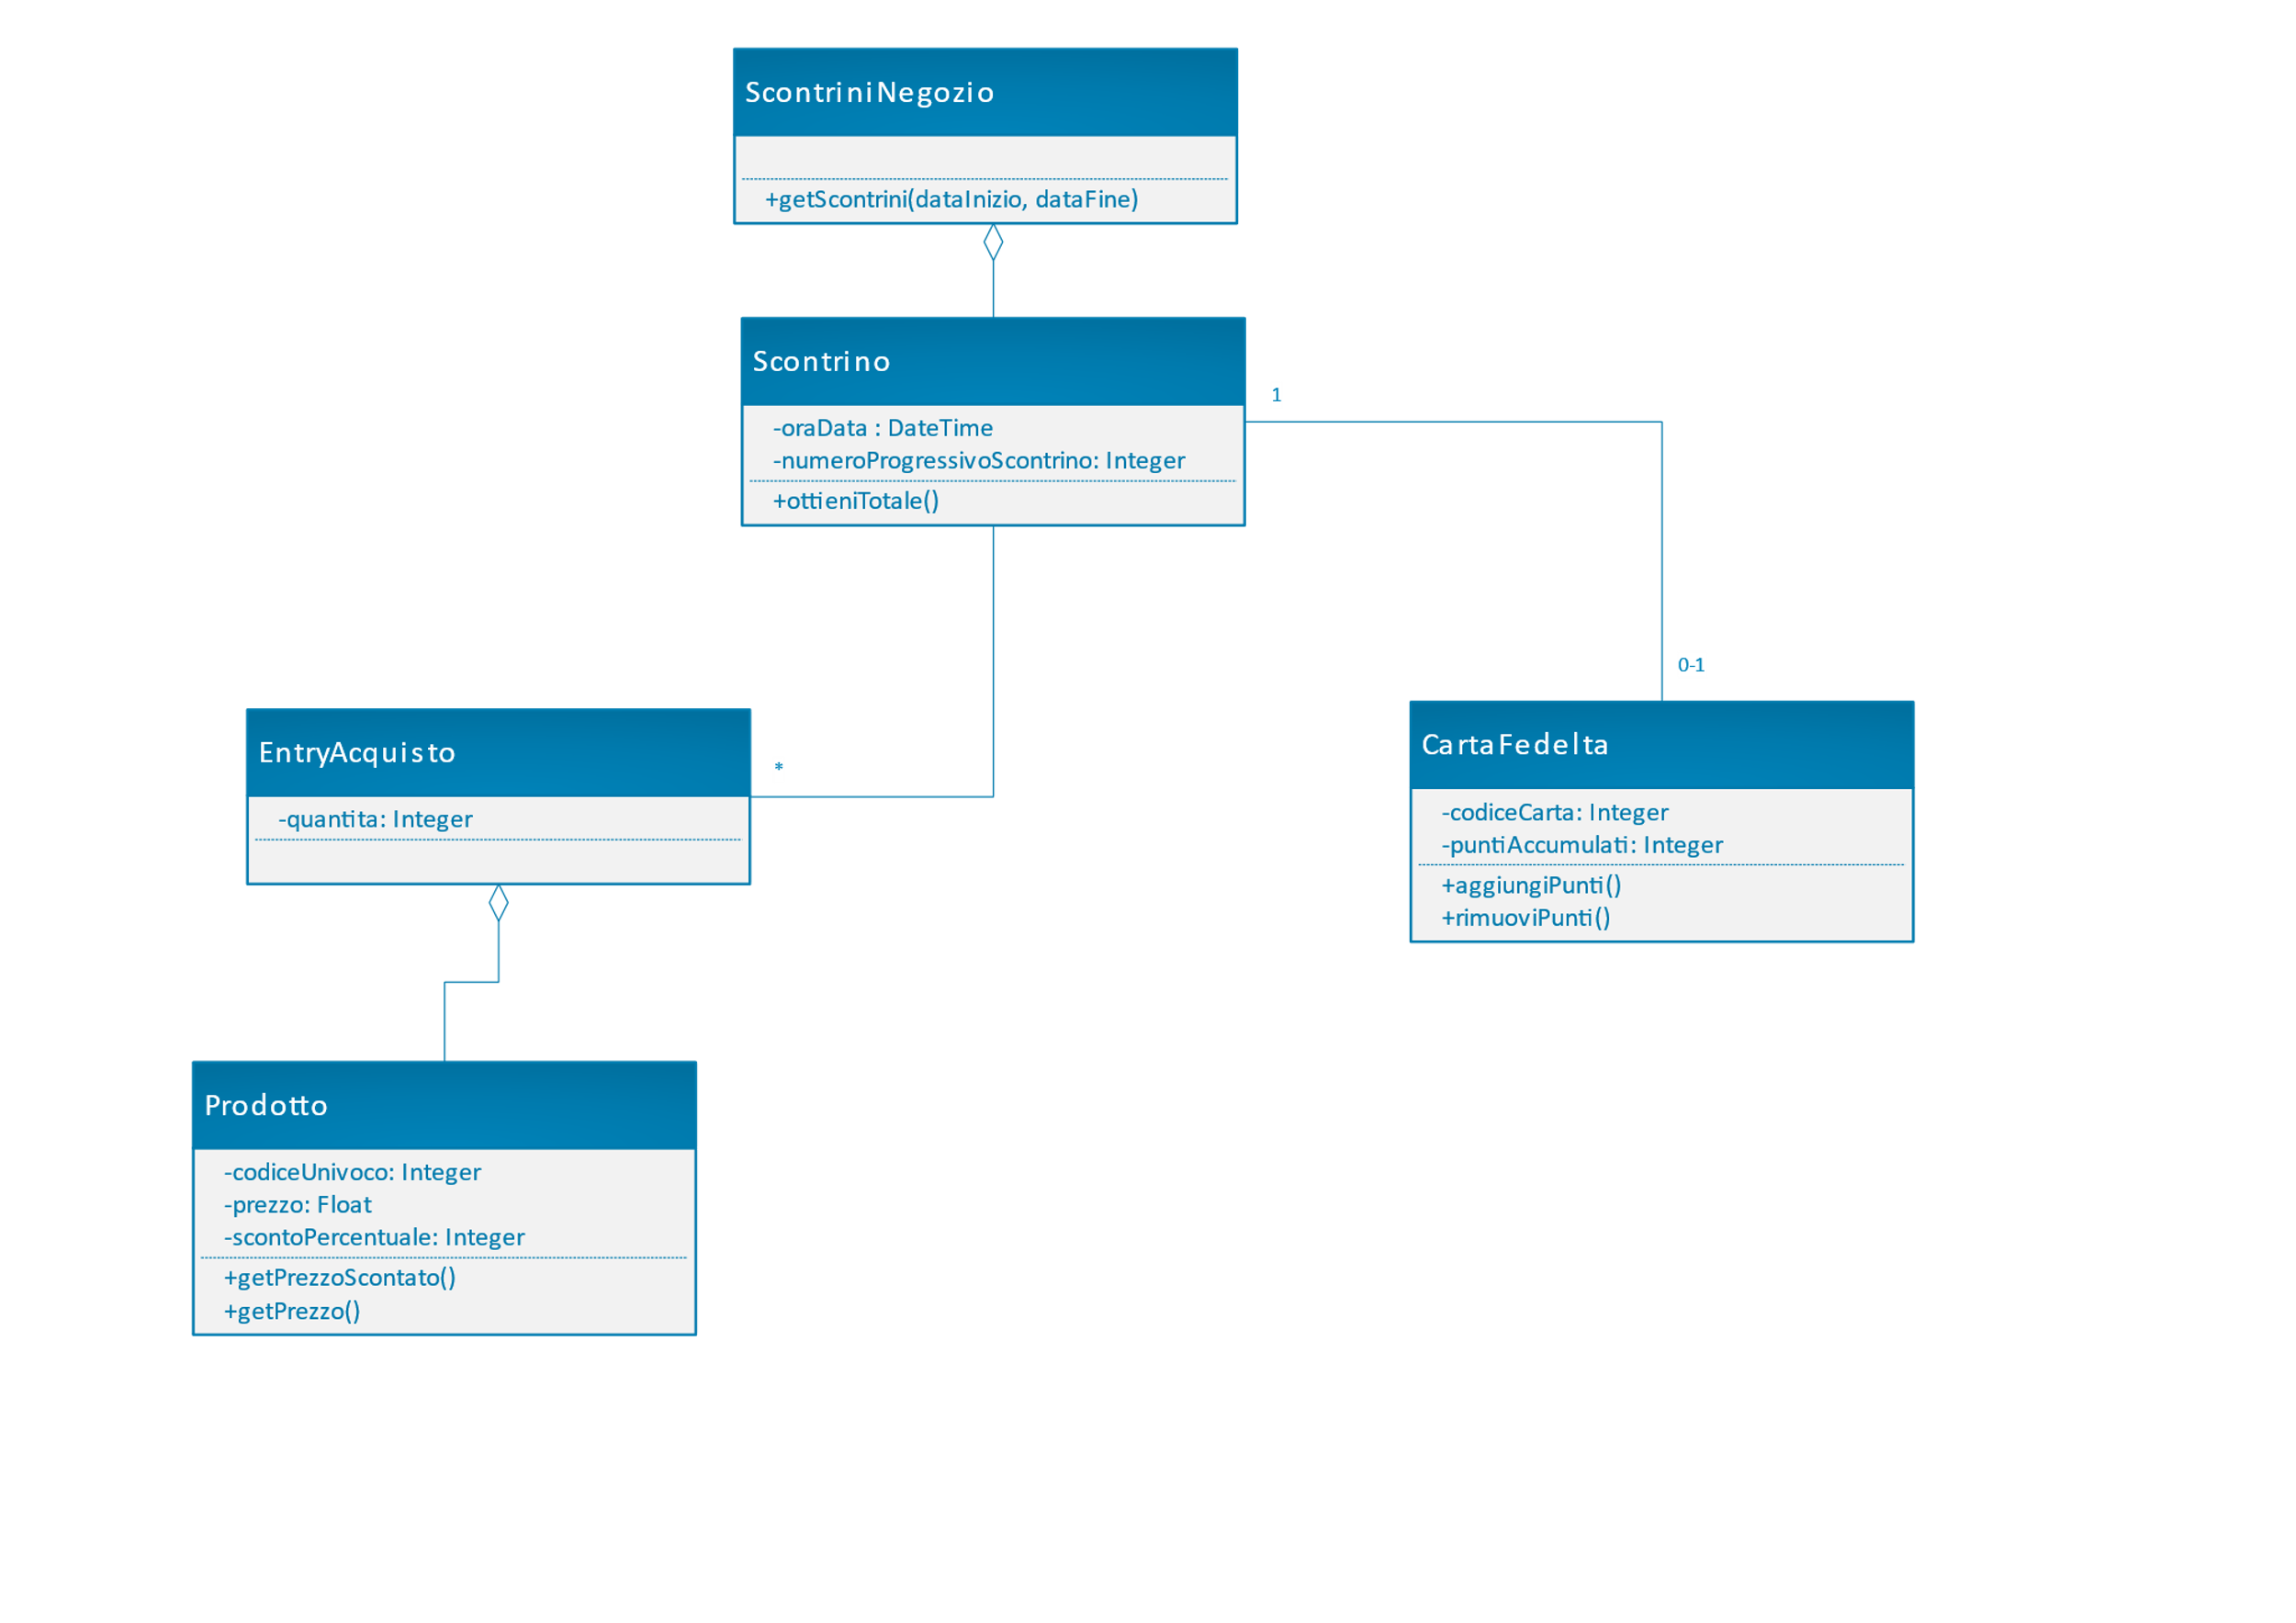 ScontriniNegozio
+getScontrini(dataInizio, dataFine)
Scontrino
-oraData : DateTime
-numeroProgressivoScontrino: Integer
+ottieniTotale()
1
0-1
EntryAcquisto
-quantita: Integer
*
CartaFedelta
-codiceCarta: Integer
-puntiAccumulati: Integer
+aggiungiPunti()
+rimuoviPunti()
Prodotto
-codiceUnivoco: Integer
-prezzo: Float
-scontoPercentuale: Integer
+getPrezzoScontato()
+getPrezzo()